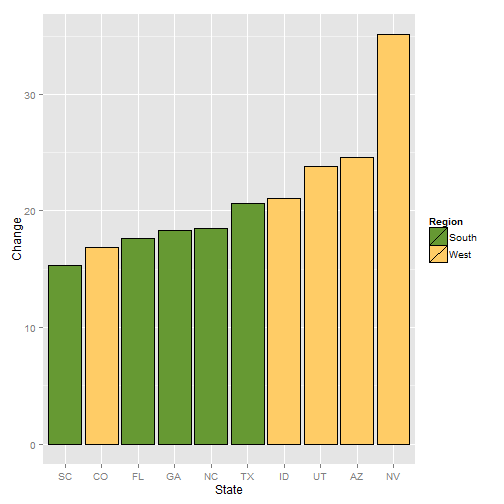 Change
30
20
10
0
SC CO FL GA NC TX ID UT AZ NV
State
Region
South
West